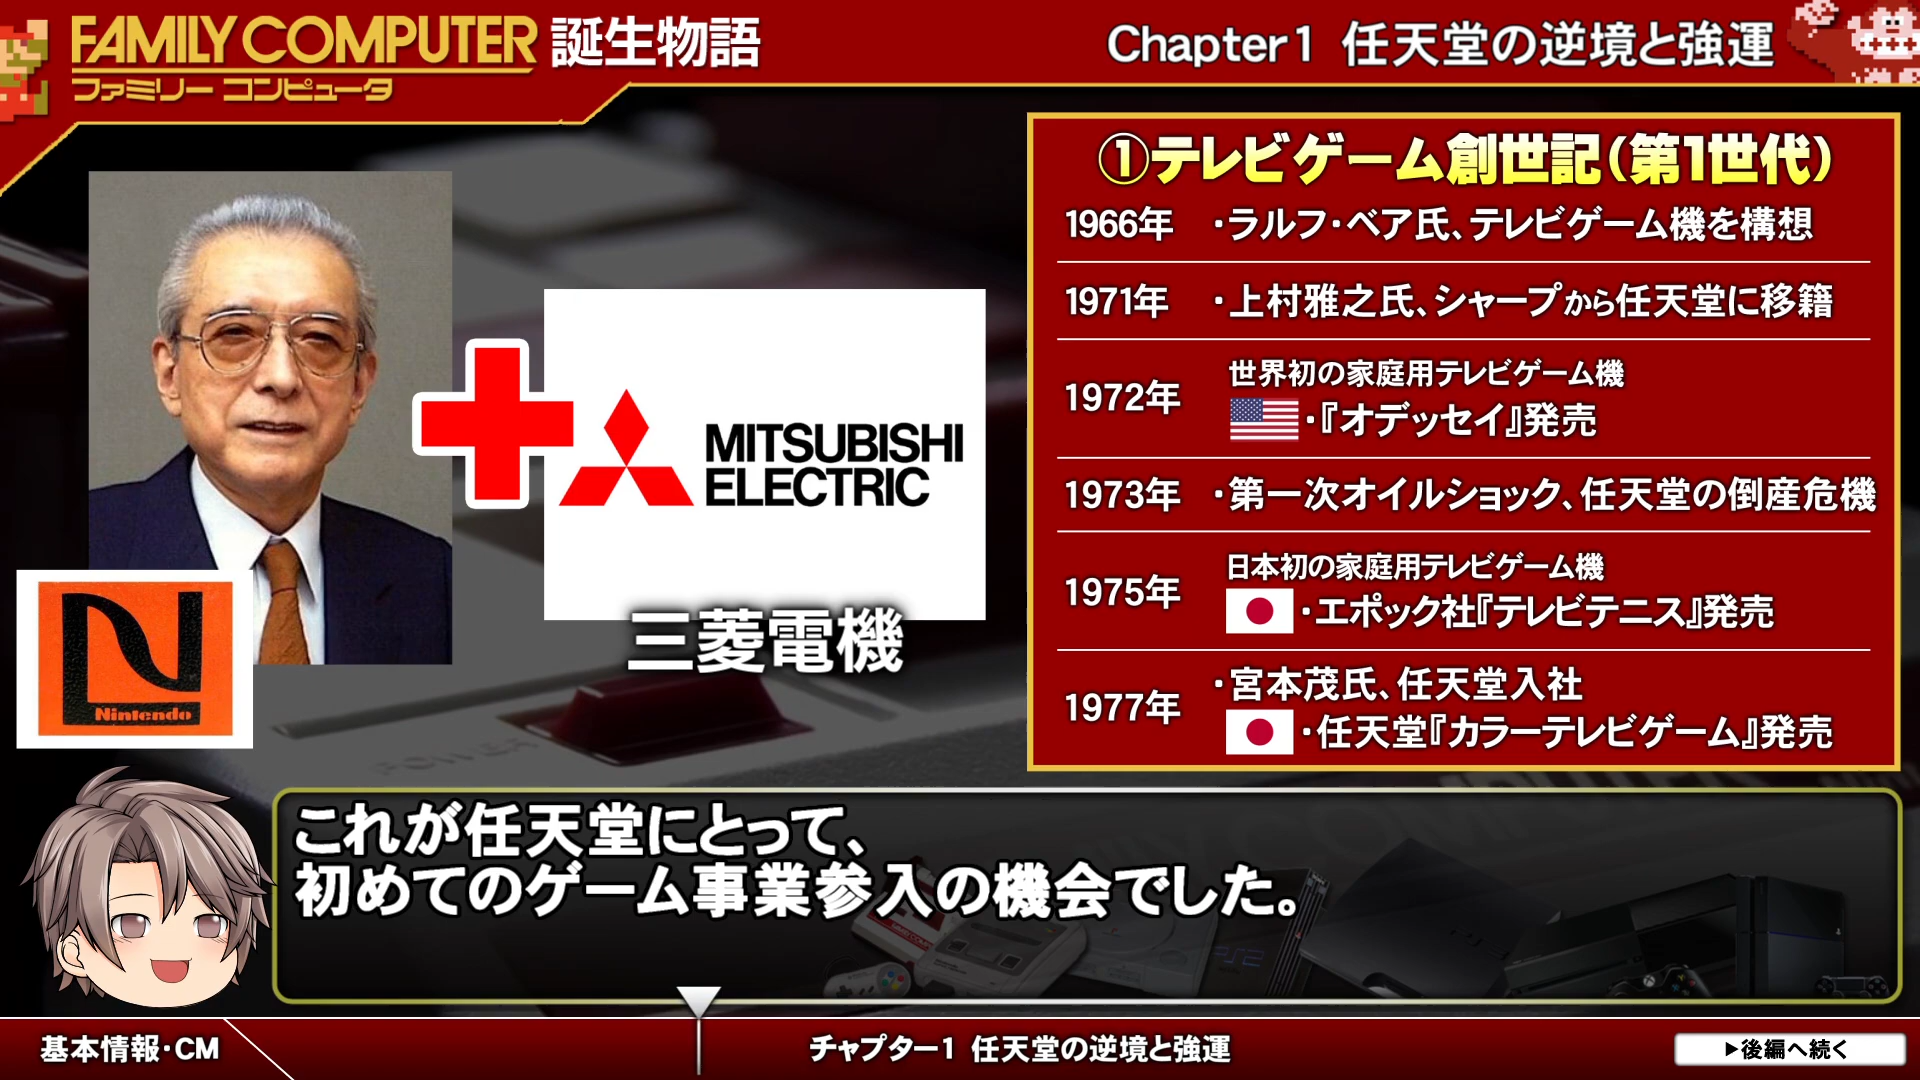 FAMILY COMPUTER 誕生物語
ファミリー コンピュータ
Chapter1 任天堂の逆境と強運
①テレビゲーム創世記(第1世代)
1966年 ・ラルフ・ベア氏、テレビゲーム機を構想
1971年 ・上村雅之氏、シャープから任天堂に移籍
世界初の家庭用テレビゲーム機
1972年 ・『オデッセイ』発売
1973年 ・第一次オイルショック、任天堂の倒産危機
日本初の家庭用テレビゲーム機
1975年 ・エポック社『テレビテニス』発売
1977年 ・宮本茂氏、任天堂入社
・任天堂『カラーテレビゲーム』発売
MITSUBISHI
ELECTRIC
三菱電機
Nintendo
POWER
これが任天堂にとって、
初めてのゲーム事業参入の機会でした。
基本情報・CM
チャプター1 任天堂の逆境と強運
▶後編へ続く